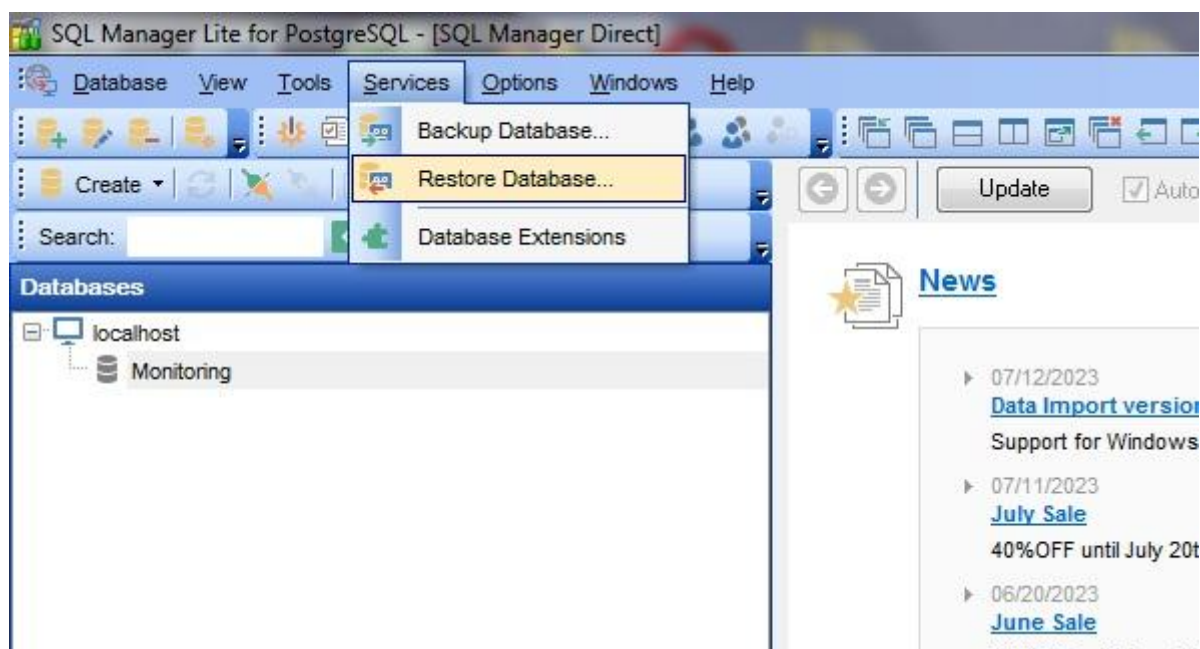 SQL Manager Lite for PostgreSQL - [SQL Manager Direct]
Database View Tools Services Options Windows Help
Backup Database...
Create Restore Database... Update Auto
Search: Database Extensions
Databases
News
localhost
Monitoring
07/12/2023
Data Import version
Support for Windows
07/11/2023
July Sale
40%OFF until July 20t
06/20/2023
June Sale